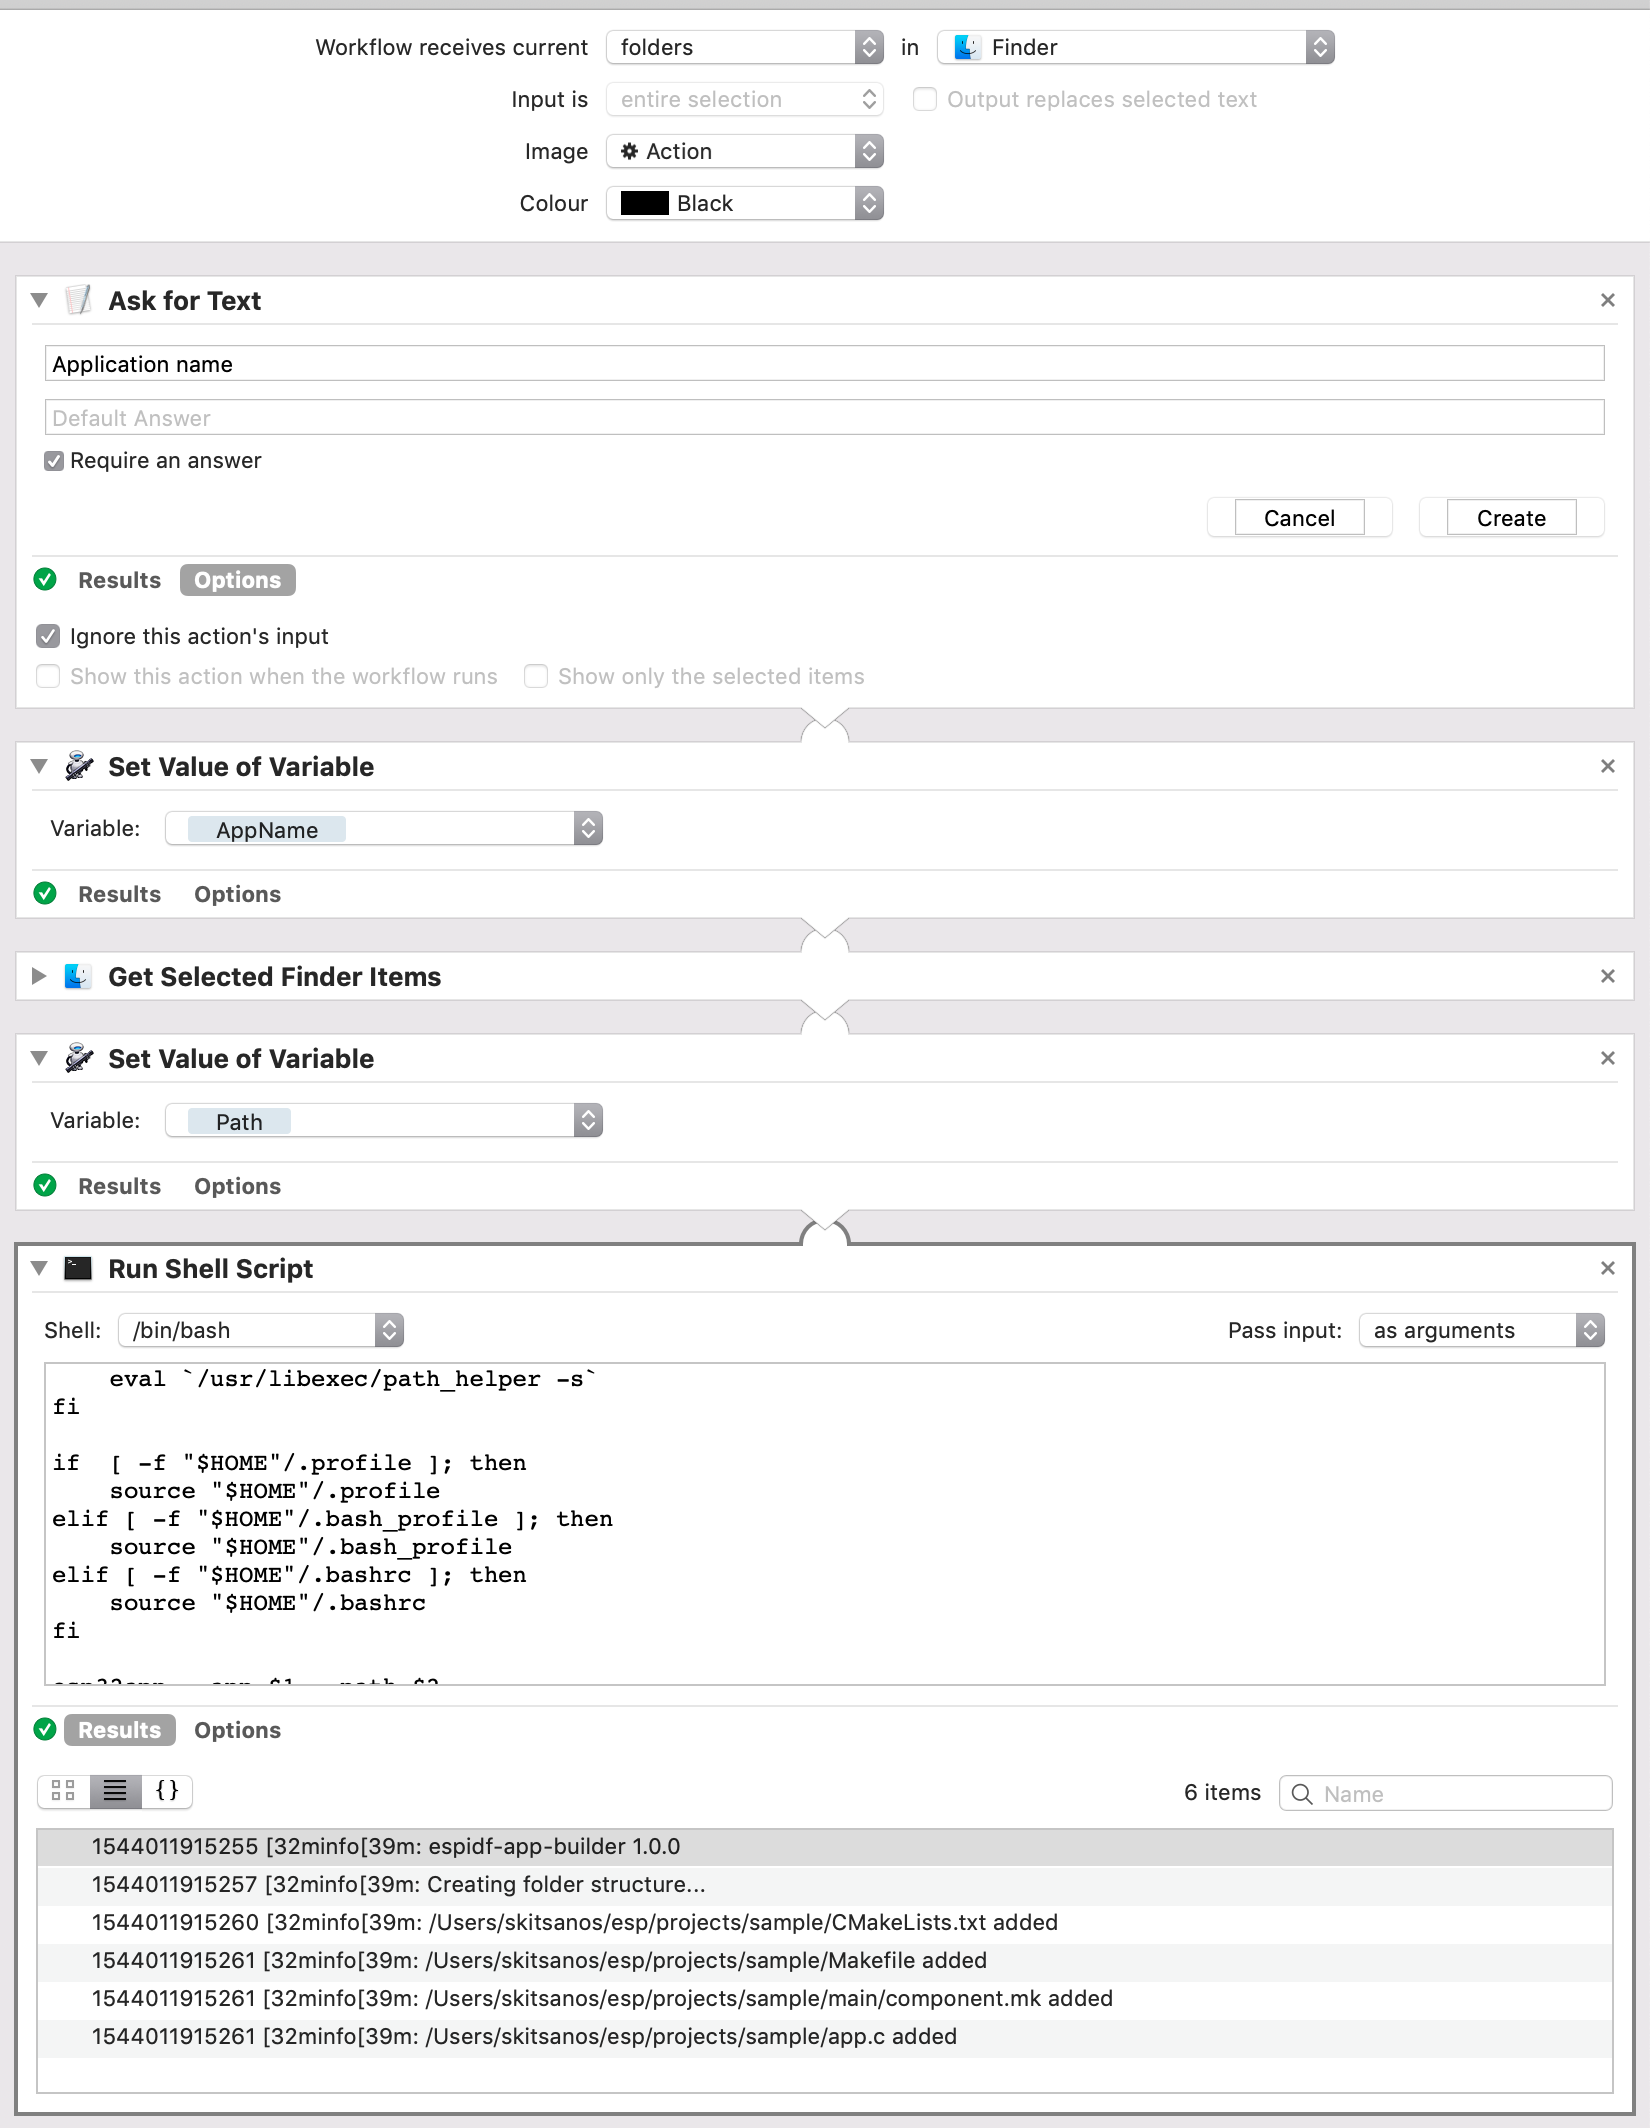 Workflow receives current folders in Finder
Input is entire selection Output replaces selected text
Image Action
Colour Black
Ask for Text
Application name
Default Answer
Require an answer
Cancel Create
Results Options
Ignore this action's input
Show this action when the workflow runs Show only the selected items
Set Value of Variable
Variable: AppName
Results Options
Get Selected Finder Items
Set Value of Variable
Variable: Path
Results Options
Run Shell Script
Shell: /bin/bash Pass input: as arguments
eval `/usr/libexec/path_helper -s`
fi
if [ -f "$HOME"/.profile ]; then
source "$HOME"/.profile
elif [ -f "$HOME"/.bash_profile ]; then
source "$HOME"/.bash_profile
elif [ -f "$HOME"/.bashrc ]; then
source "$HOME"/.bashrc
fi
Results Options
{} 6 items Name
1544011915255 [32minfo[39m: espidf-app-builder 1.0.0
1544011915257 [32minfo[39m: Creating folder structure...
1544011915260 [32minfo[39m: /Users/skitsanos/esp/projects/sample/CMakeLists.txt added
1544011915261 [32minfo[39m: /Users/skitsanos/esp/projects/sample/Makefile added
1544011915261 [32minfo[39m: /Users/skitsanos/esp/projects/sample/main/component.mk added
1544011915261 [32minfo[39m: /Users/skitsanos/esp/projects/sample/app.c added